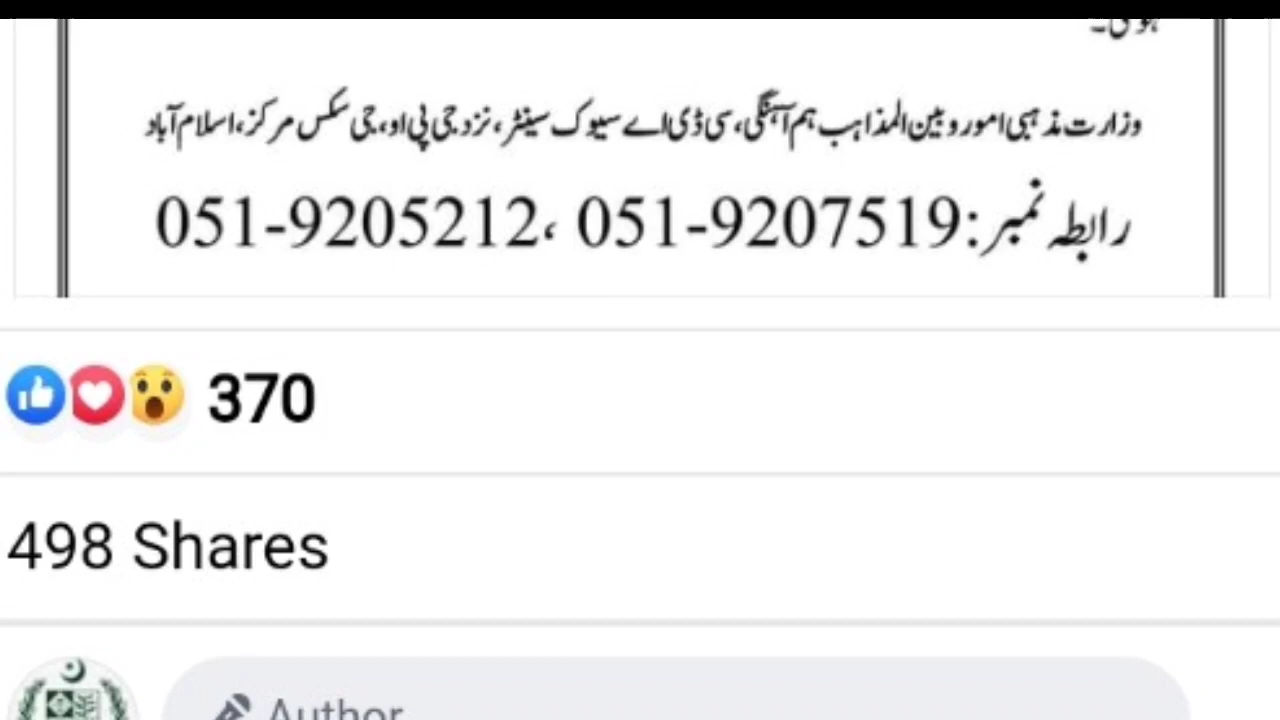 ہوگی۔
وزارت مذہبی امور و بین المذاہب ہم آہنگی، سی ڈی اے سیوک سینٹر، نزد جی پی او، جی سکس مرکز، اسلام آباد
رابطہ نمبر: 051-9207519، 051-9205212
370
498 Shares
Author